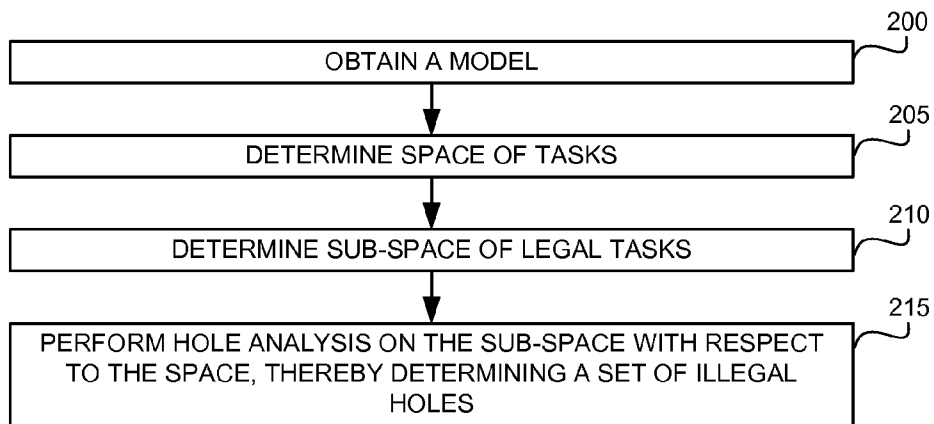 200
OBTAIN A MODEL
205
DETERMINE SPACE OF TASKS
210
DETERMINE SUB-SPACE OF LEGAL TASKS
215
PERFORM HOLE ANALYSIS ON THE SUB-SPACE WITH RESPECT
TO THE SPACE, THEREBY DETERMINING A SET OF ILLEGAL
HOLES